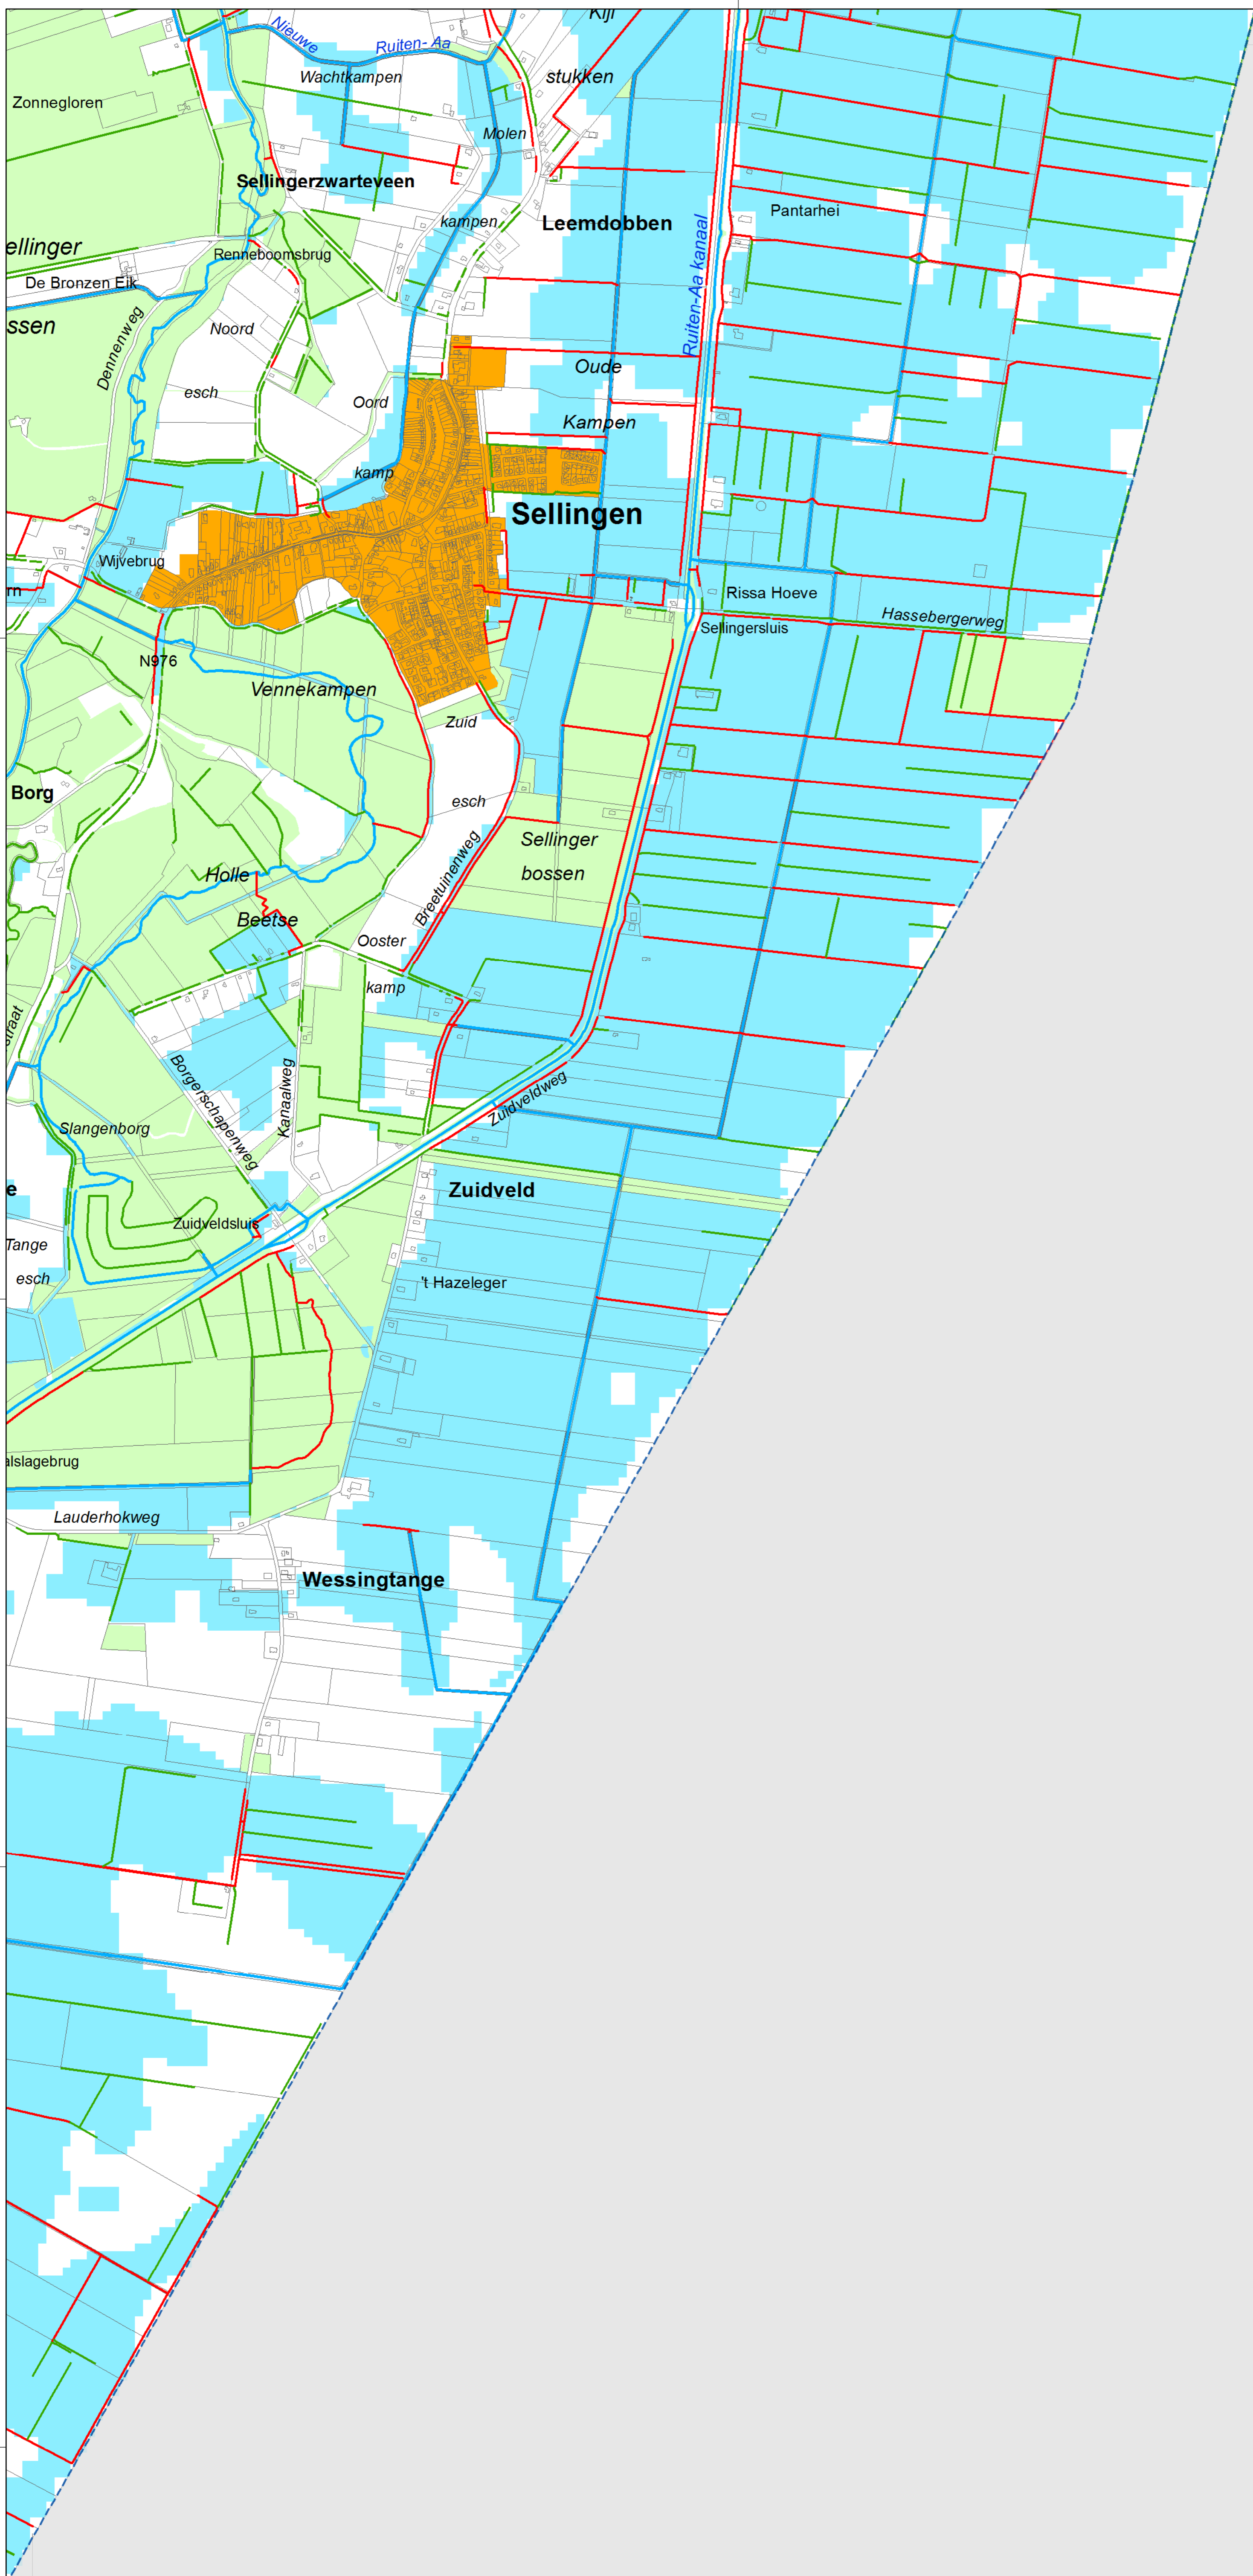 Kijl
Nieuwe
Ruiten- Aa
Wachtkampen
stukken
Zonnegloren
Molen
Sellingerzwarteveen
Pantarhei
kampen
Leemdobben
ellinger
Renneboomsbrug
De Bronzen Eik
Ruiten-Aa kanaal
ssen
Noord
Dennenweg
Oude
esch
Oord
Kampen
kamp
Sellingen
Wijvebrug
rn
Rissa Hoeve
Hassebergerweg
Sellingersluis
N976
Vennekampen
Zuid
Borg
esch
Sellinger
bossen
Breetuinenweg
Holle
Beetse
Ooster
kamp
straat
Borgerschapenweg
Kanaalweg
Zuidveldweg
Slangenborg
e
Zuidveld
Zuidveldsluis
Tange
esch
't Hazeleger
alslagebrug
Lauderhokweg
Wessingtange